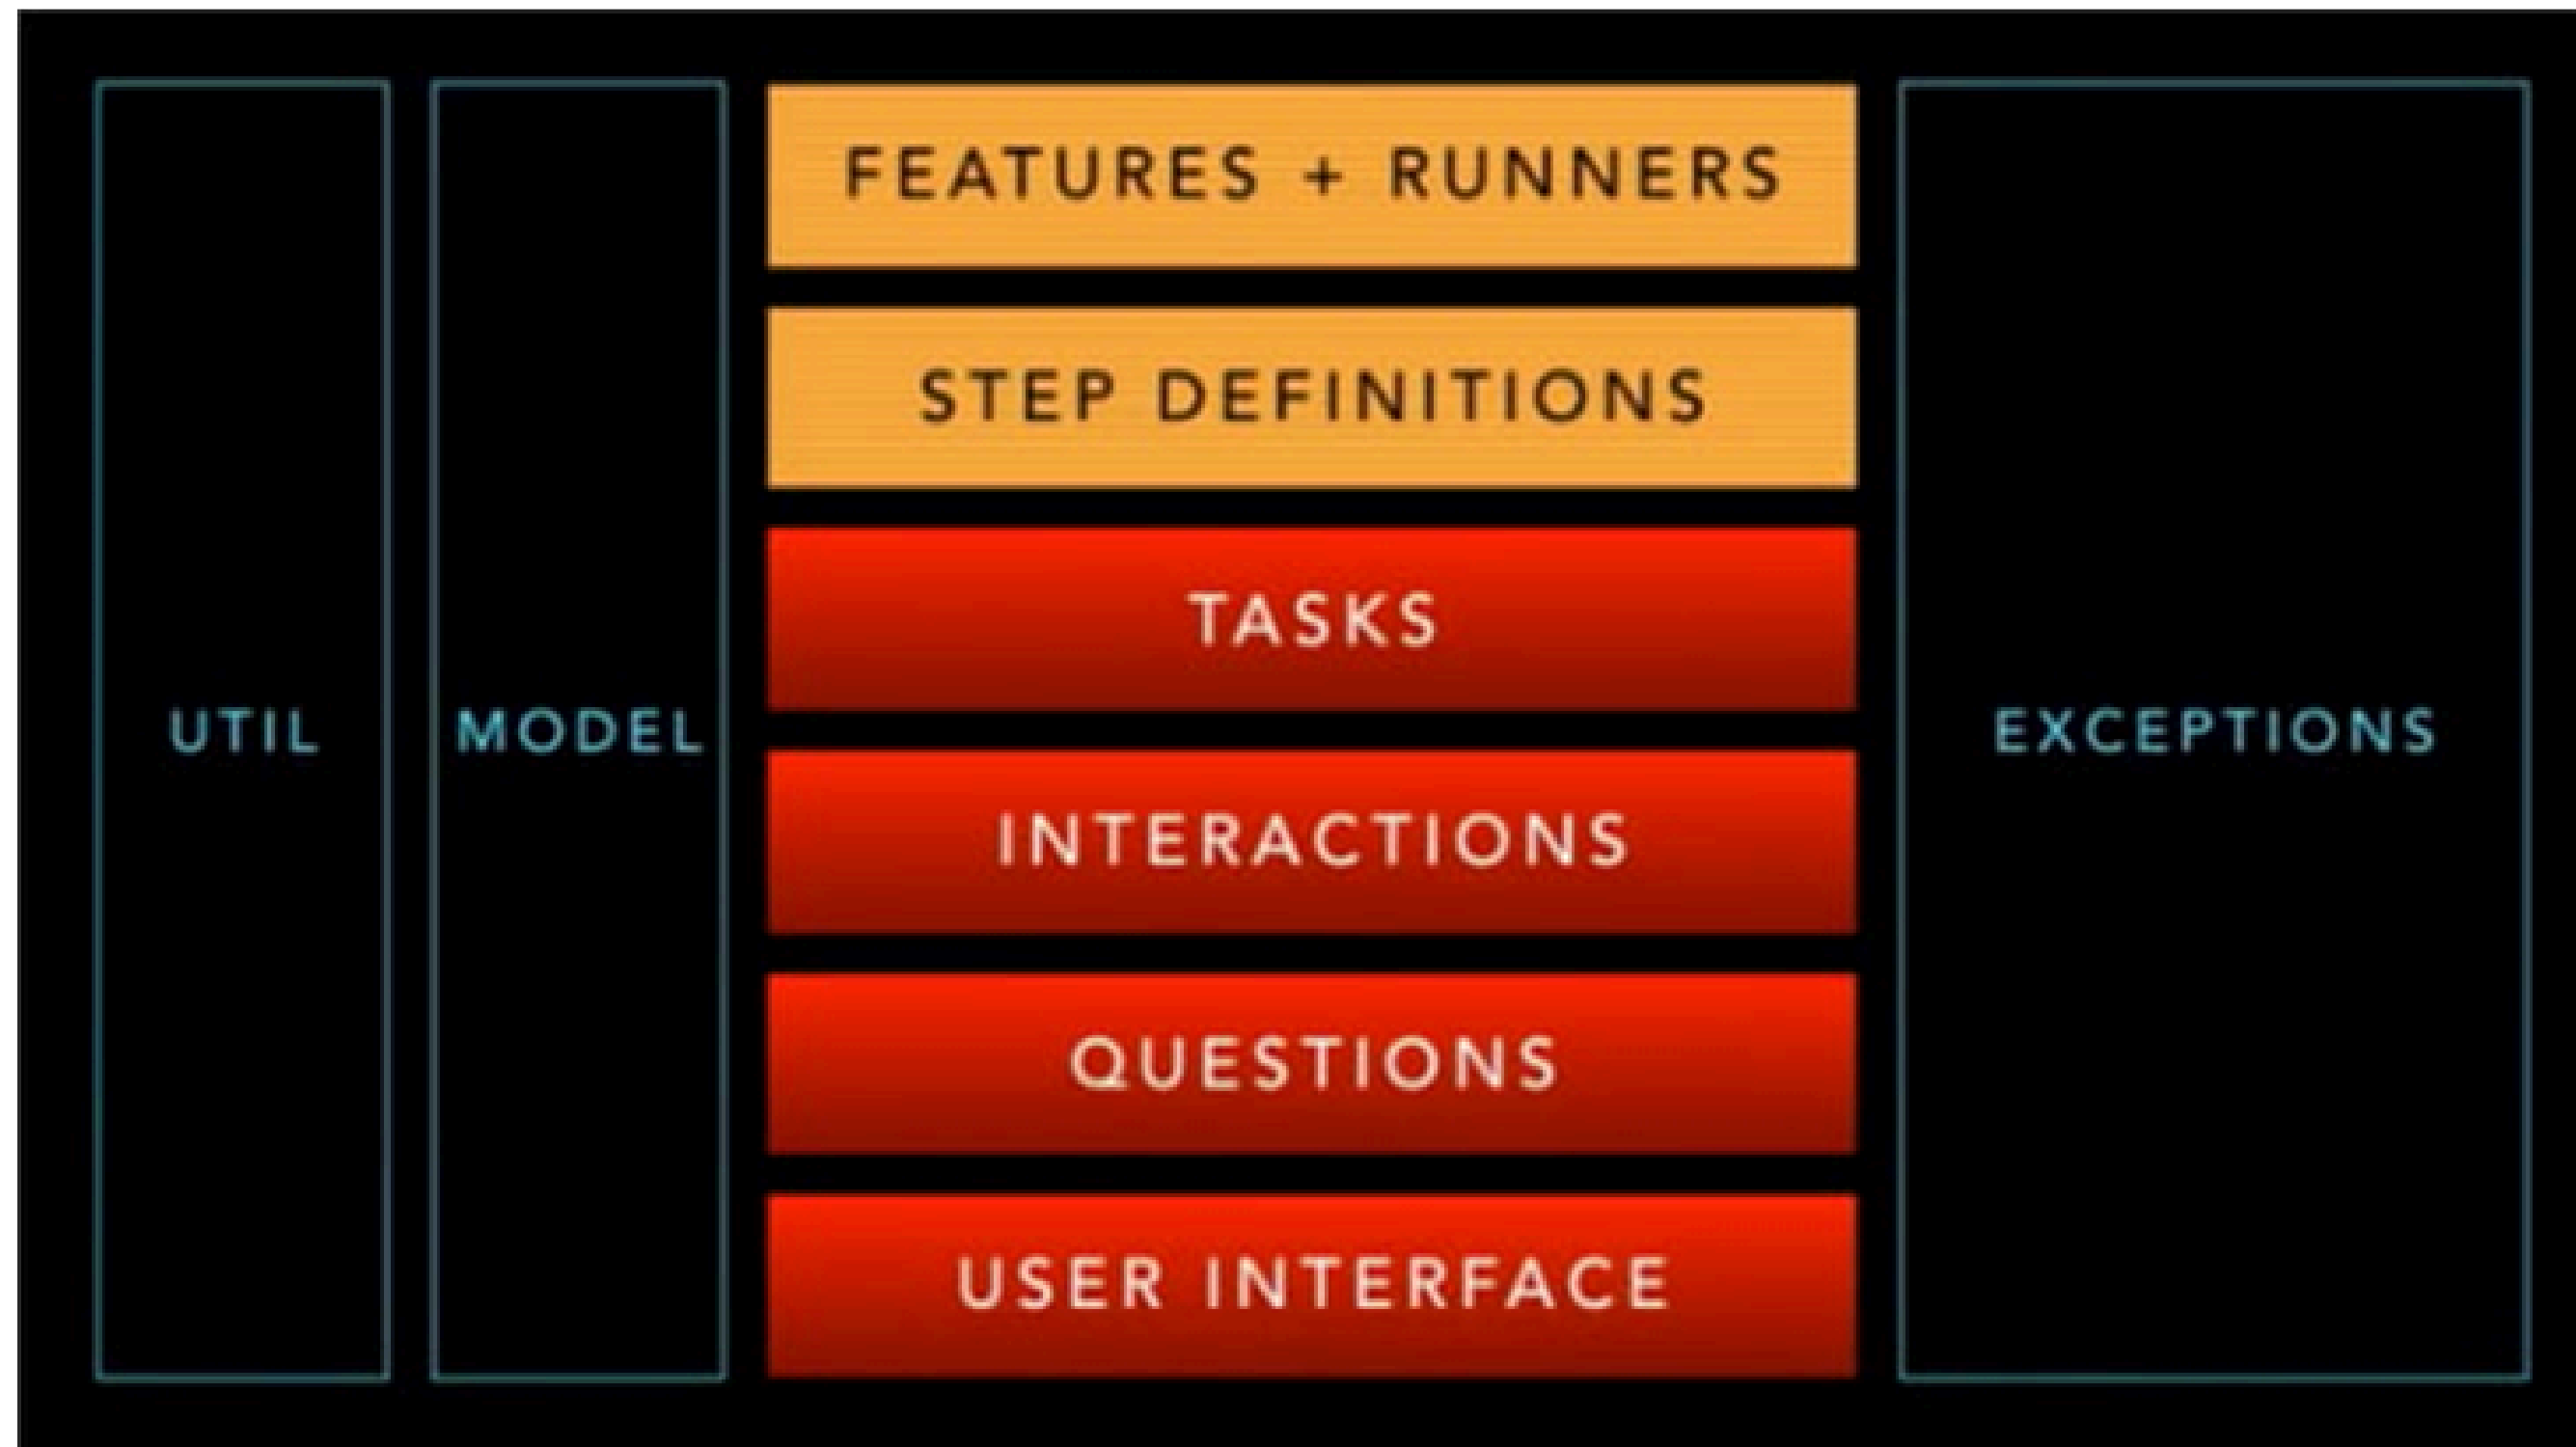 UTIL
MODEL
FEATURES + RUNNERS
STEP DEFINITIONS
TASKS
INTERACTIONS
QUESTIONS
USER INTERFACE
EXCEPTIONS